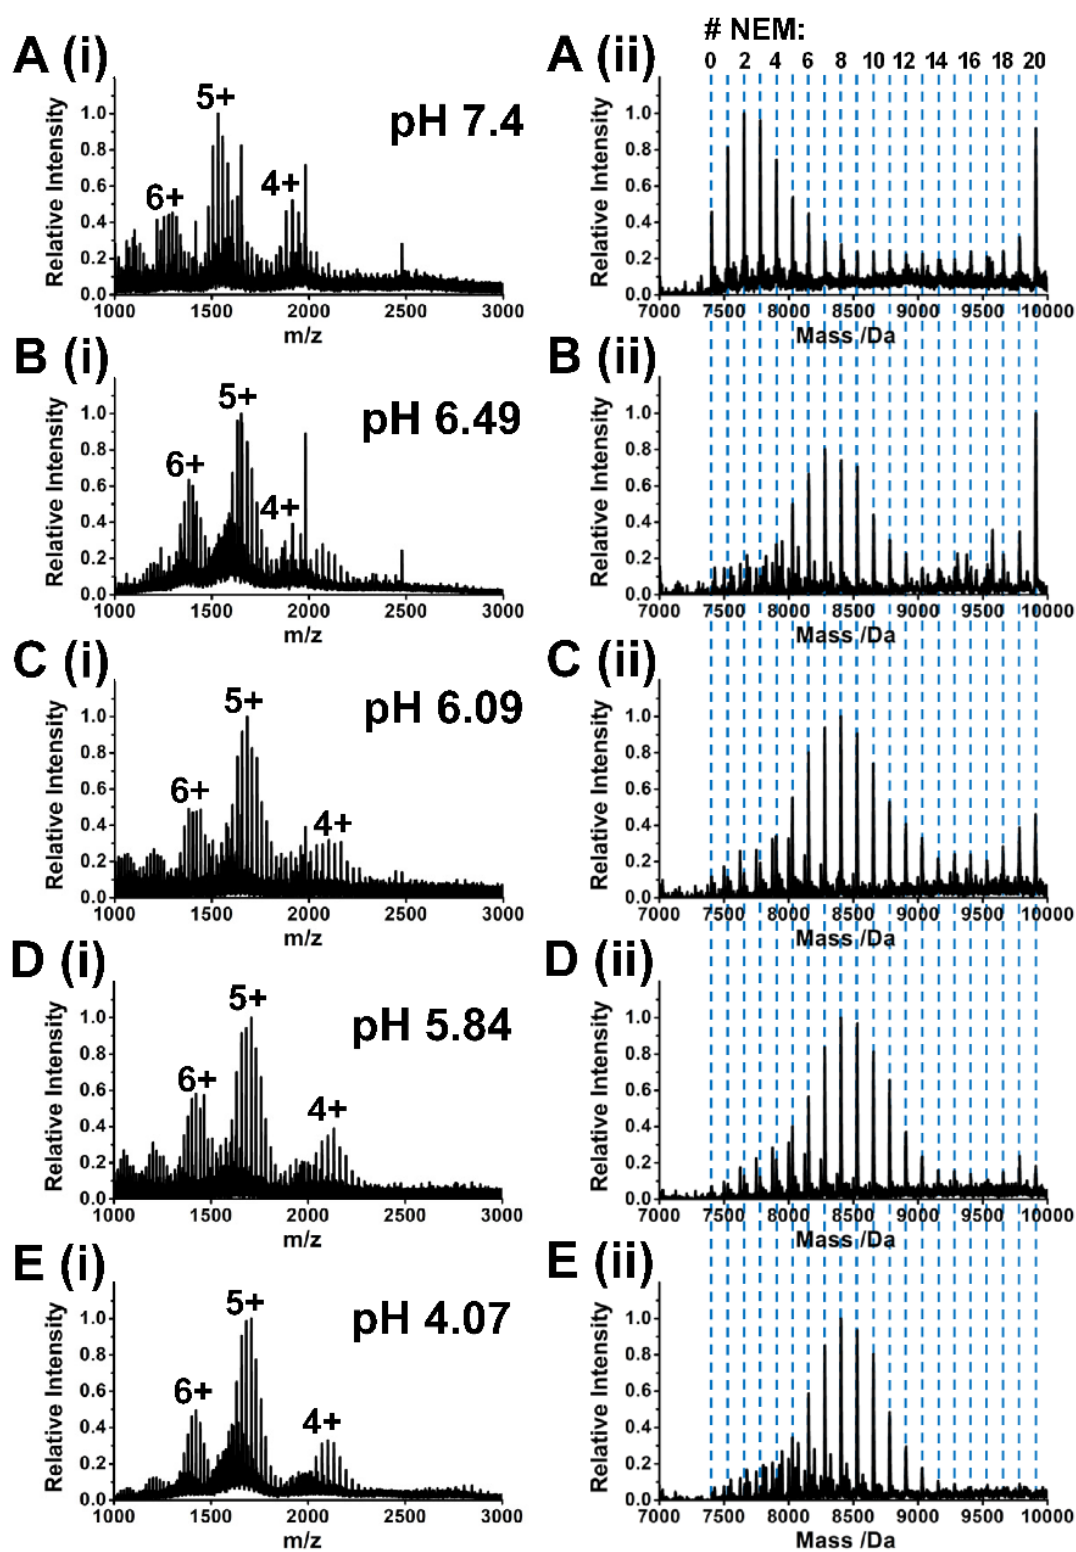 # NEM:
0 2 4 6 8 10 12 14 16 18 20
A (i)
pH 7.4
6+ 5+ 4+
Relative Intensity
1.0
0.8
0.6
0.4
0.2
0.0
1000 1500 2000 2500 3000
m/z
A (ii)
Relative Intensity
1.0
0.8
0.6
0.4
0.2
0.0
7000 7500 8000 8500 9000 9500 10000
Mass /Da
B (i)
pH 6.49
6+ 5+ 4+
Relative Intensity
1.0
0.8
0.6
0.4
0.2
0.0
1000 1500 2000 2500 3000
m/z
B (ii)
Relative Intensity
1.0
0.8
0.6
0.4
0.2
0.0
7000 7500 8000 8500 9000 9500 10000
Mass /Da
C (i)
pH 6.09
6+ 5+ 4+
Relative Intensity
1.0
0.8
0.6
0.4
0.2
0.0
1000 1500 2000 2500 3000
m/z
C (ii)
Relative Intensity
1.0
0.8
0.6
0.4
0.2
0.0
7000 7500 8000 8500 9000 9500 10000
Mass /Da
D (i)
pH 5.84
6+ 5+ 4+
Relative Intensity
1.0
0.8
0.6
0.4
0.2
0.0
1000 1500 2000 2500 3000
m/z
D (ii)
Relative Intensity
1.0
0.8
0.6
0.4
0.2
0.0
7000 7500 8000 8500 9000 9500 10000
Mass /Da
E (i)
pH 4.07
6+ 5+ 4+
Relative Intensity
1.0
0.8
0.6
0.4
0.2
0.0
1000 1500 2000 2500 3000
m/z
E (ii)
Relative Intensity
1.0
0.8
0.6
0.4
0.2
0.0
7000 7500 8000 8500 9000 9500 10000
Mass /Da